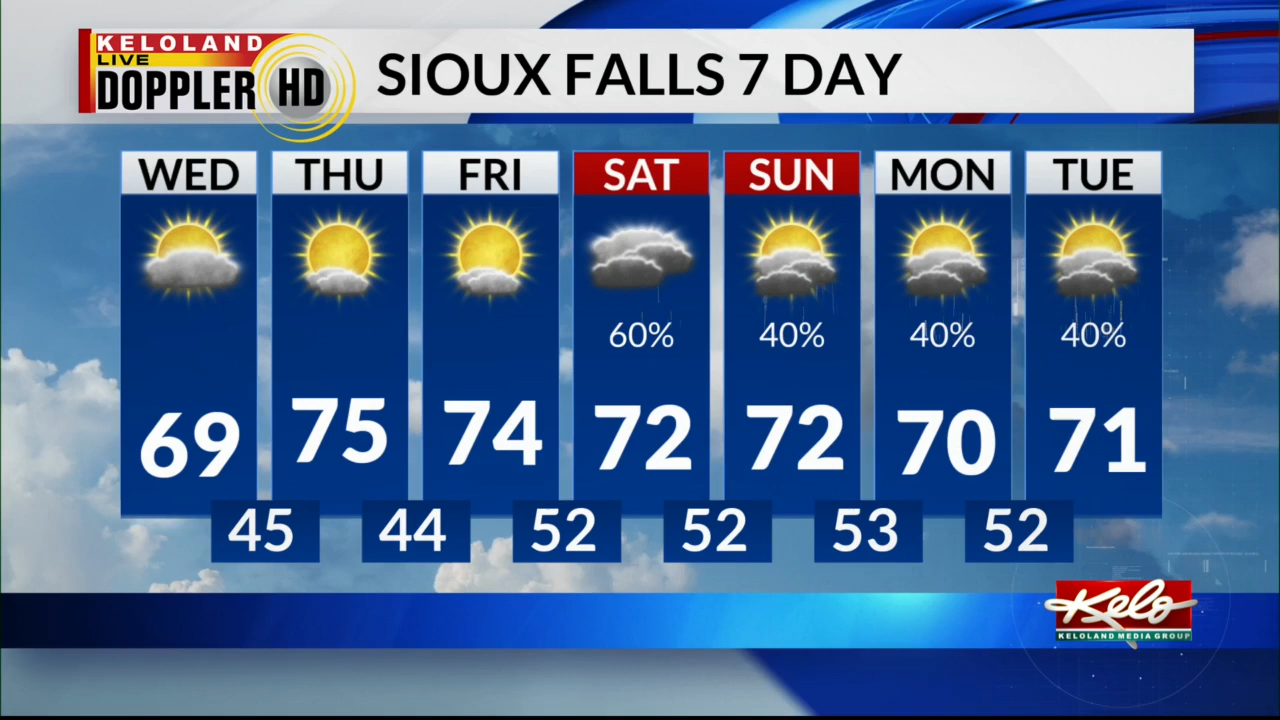 KELOLAND
LIVE
DOPPLER HD
SIOUX FALLS 7 DAY
WED THU FRI SAT SUN MON TUE
60% 40% 40% 40%
69 75 74 72 72 70 71
45 44 52 52 53 52
Kelo
KELOLAND MEDIA GROUP